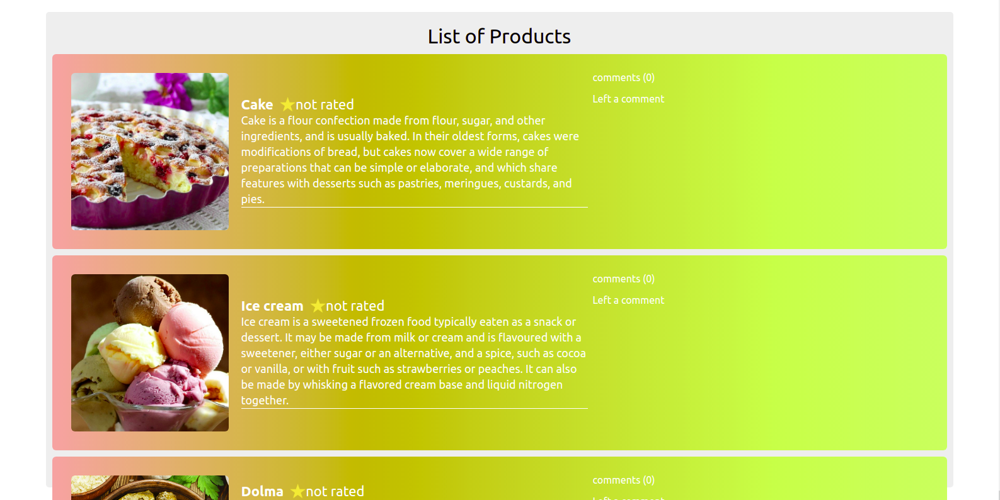 List of Products
Cake ★not rated
Cake is a flour confection made from flour, sugar, and other
ingredients, and is usually baked. In their oldest forms, cakes were
modifications of bread, but cakes now cover a wide range of
preparations that can be simple or elaborate, and which share
features with desserts such as pastries, meringues, custards, and
pies.
comments (0)
Left a comment
Ice cream ★not rated
Ice cream is a sweetened frozen food typically eaten as a snack or
dessert. It may be made from milk or cream and is flavoured with a
sweetener, either sugar or an alternative, and a spice, such as cocoa
or vanilla, or with fruit such as strawberries or peaches. It can also
be made by whisking a flavored cream base and liquid nitrogen
together.
comments (0)
Left a comment
Dolma ★not rated
comments (0)
Left a comment